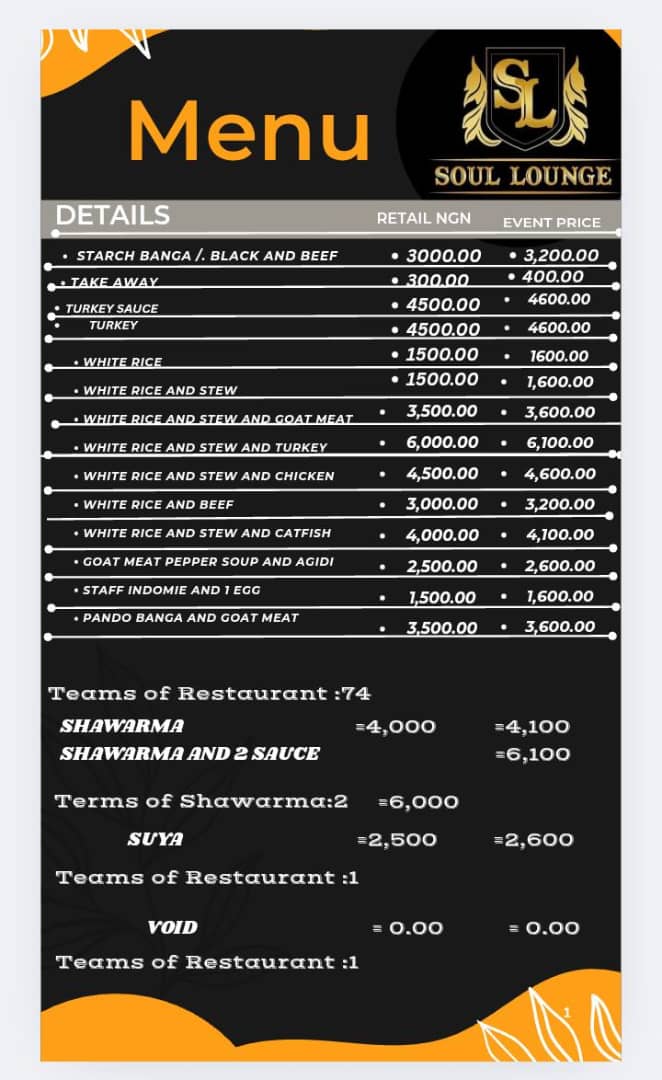 Menu
SL
SOUL LOUNGE
DETAILS RETAIL NGN EVENT PRICE
• STARCH BANGA /. BLACK AND BEEF • 3000.00 • 3,200.00
• TAKE AWAY • 300.00 • 400.00
• TURKEY SAUCE • 4500.00 • 4600.00
• TURKEY • 4500.00 • 4600.00
• WHITE RICE • 1500.00 • 1600.00
• WHITE RICE AND STEW • 1500.00 • 1,600.00
• WHITE RICE AND STEW AND GOAT MEAT • 3,500.00 • 3,600.00
• WHITE RICE AND STEW AND TURKEY • 6,000.00 • 6,100.00
• WHITE RICE AND STEW AND CHICKEN • 4,500.00 • 4,600.00
• WHITE RICE AND BEEF • 3,000.00 • 3,200.00
• WHITE RICE AND STEW AND CATFISH • 4,000.00 • 4,100.00
• GOAT MEAT PEPPER SOUP AND AGIDI • 2,500.00 • 2,600.00
• STAFF INDOMIE AND 1 EGG • 1,500.00 • 1,600.00
• PANDO BANGA AND GOAT MEAT • 3,500.00 • 3,600.00
Teams of Restaurant :74
SHAWARMA =4,000 =4,100
SHAWARMA AND 2 SAUCE =6,100
Terms of Shawarma:2 =6,000
SUYA =2,500 =2,600
Teams of Restaurant :1
VOID = 0.00 = 0.00
Teams of Restaurant :1
1